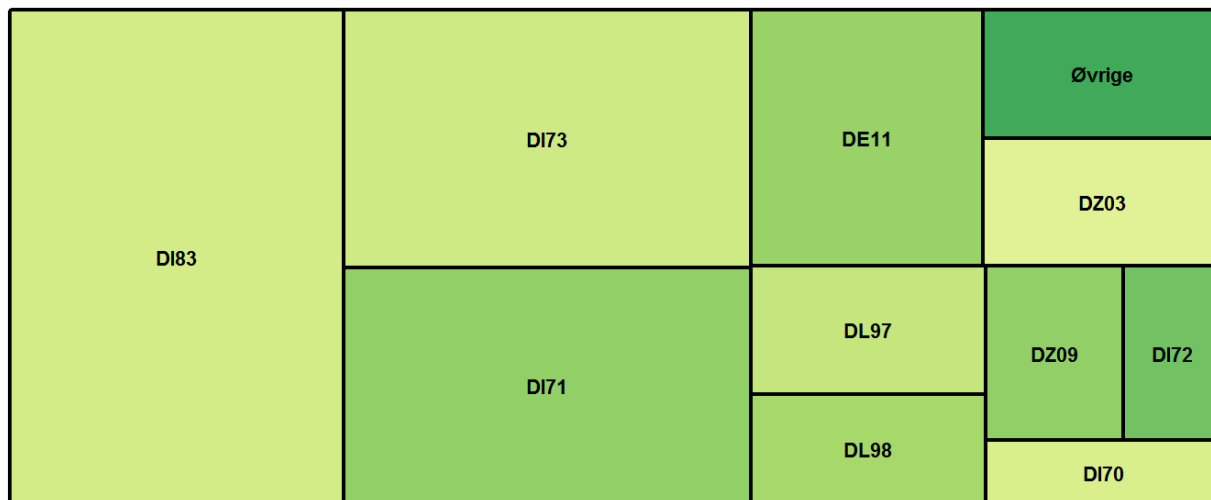 DI83
DI73
DI71
DE11
DL97
DL98
Øvrige
DZ03
DZ09
DI72
DI70